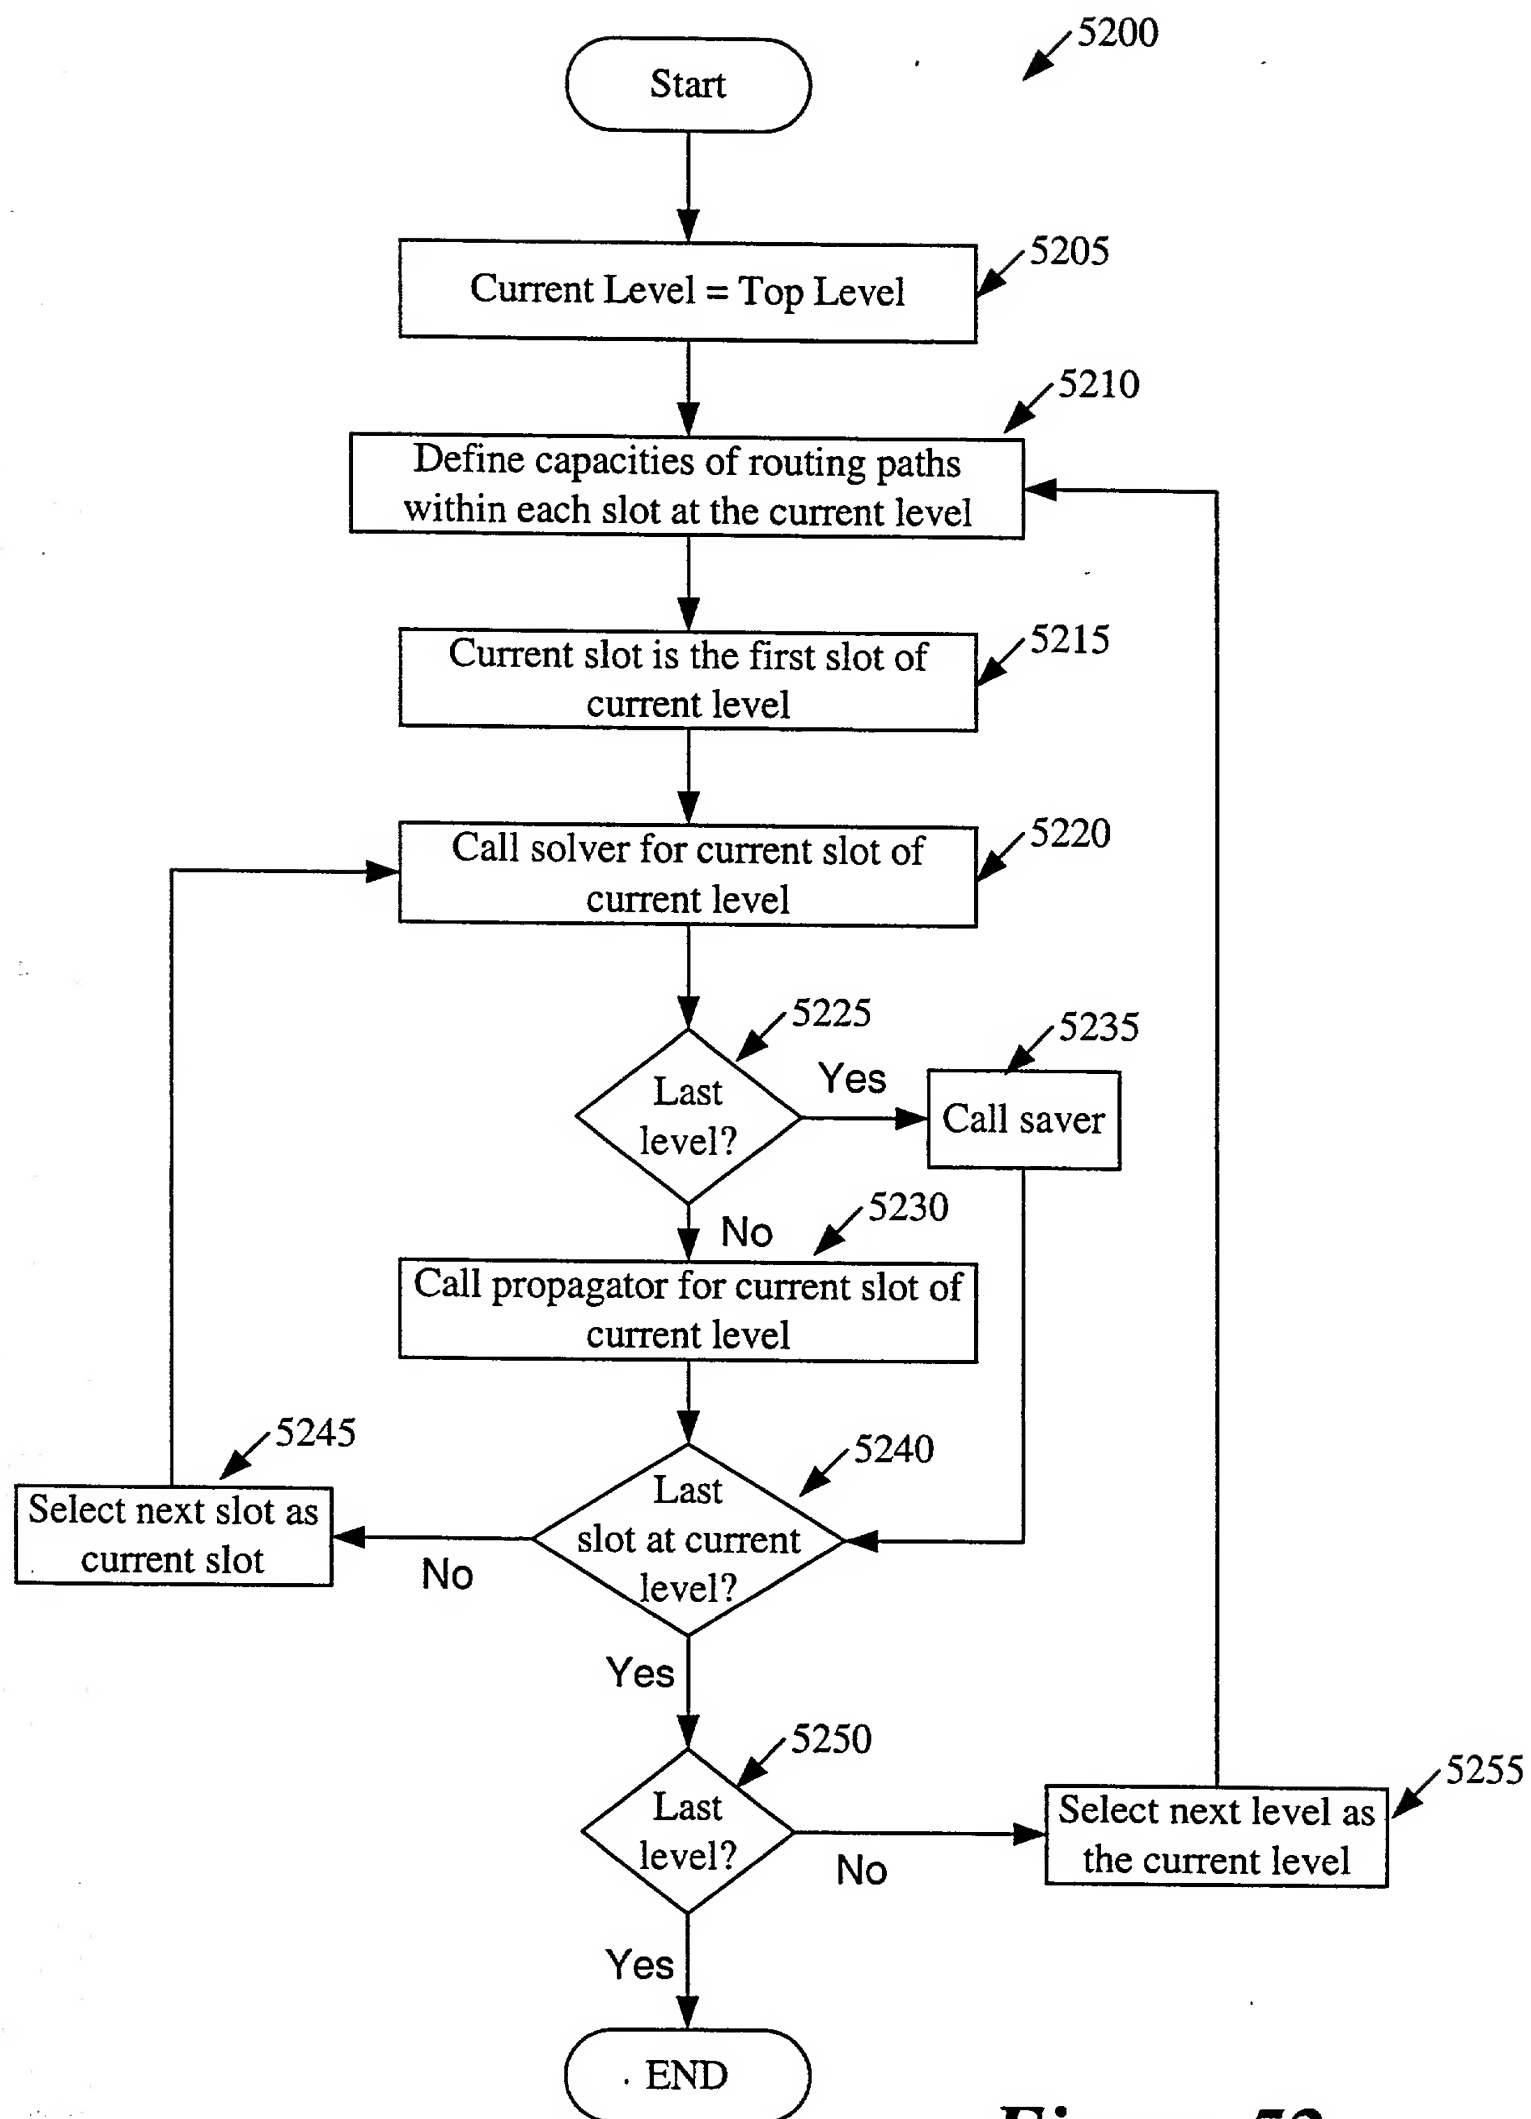 5200
Start
5205
Current Level = Top Level
5210
Define capacities of routing paths
within each slot at the current level
5215
Current slot is the first slot of
current level
5220
Call solver for current slot of
current level
5225
5235
Last
level?
Yes
Call saver
No
5230
Call propagator for current slot of
current level
5245
5240
Select next slot as
current slot
No
Last
slot at current
level?
Yes
5250
5255
Last
level?
No
Select next level as
the current level
Yes
END